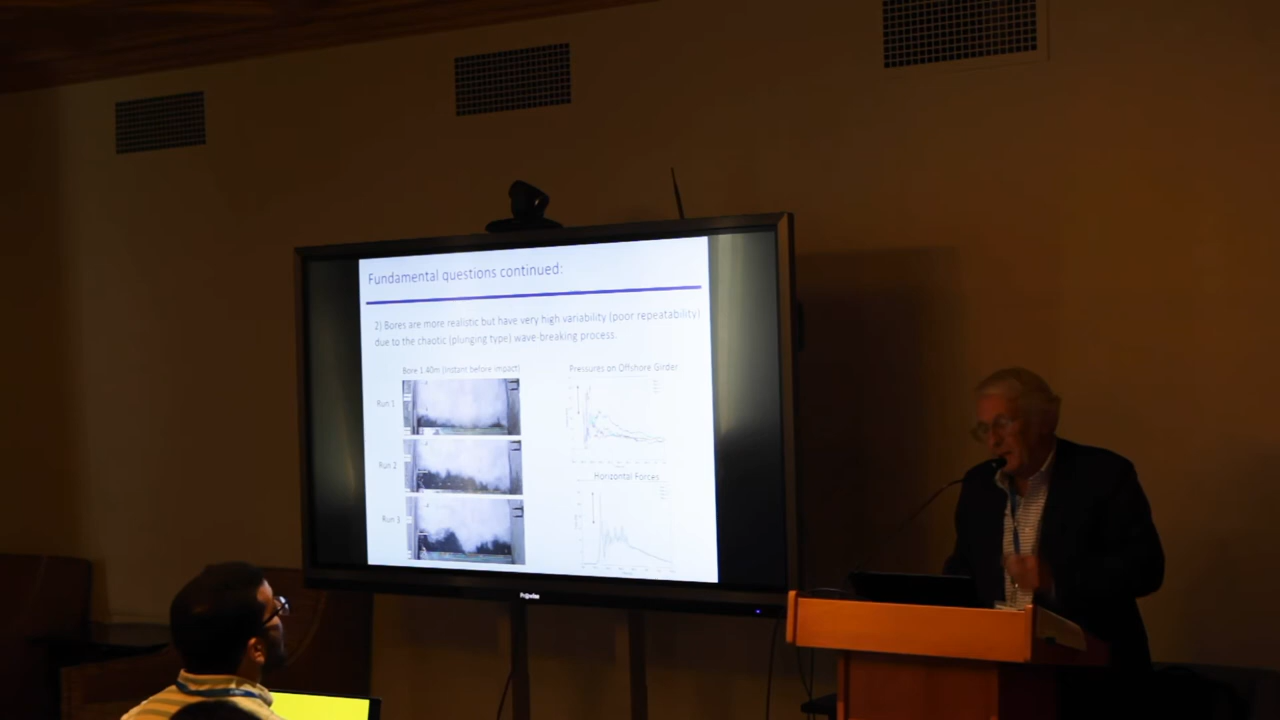 Fundamental questions continued:
2) Bores are more realistic but have very high variability (poor repeatability)
due to the chaotic (plunging type) wave-breaking process.
Bore 1.40m (instant before impact)
Pressures on Offshore Girder
Run 1
Run 2
Horizontal Forces
Run 3